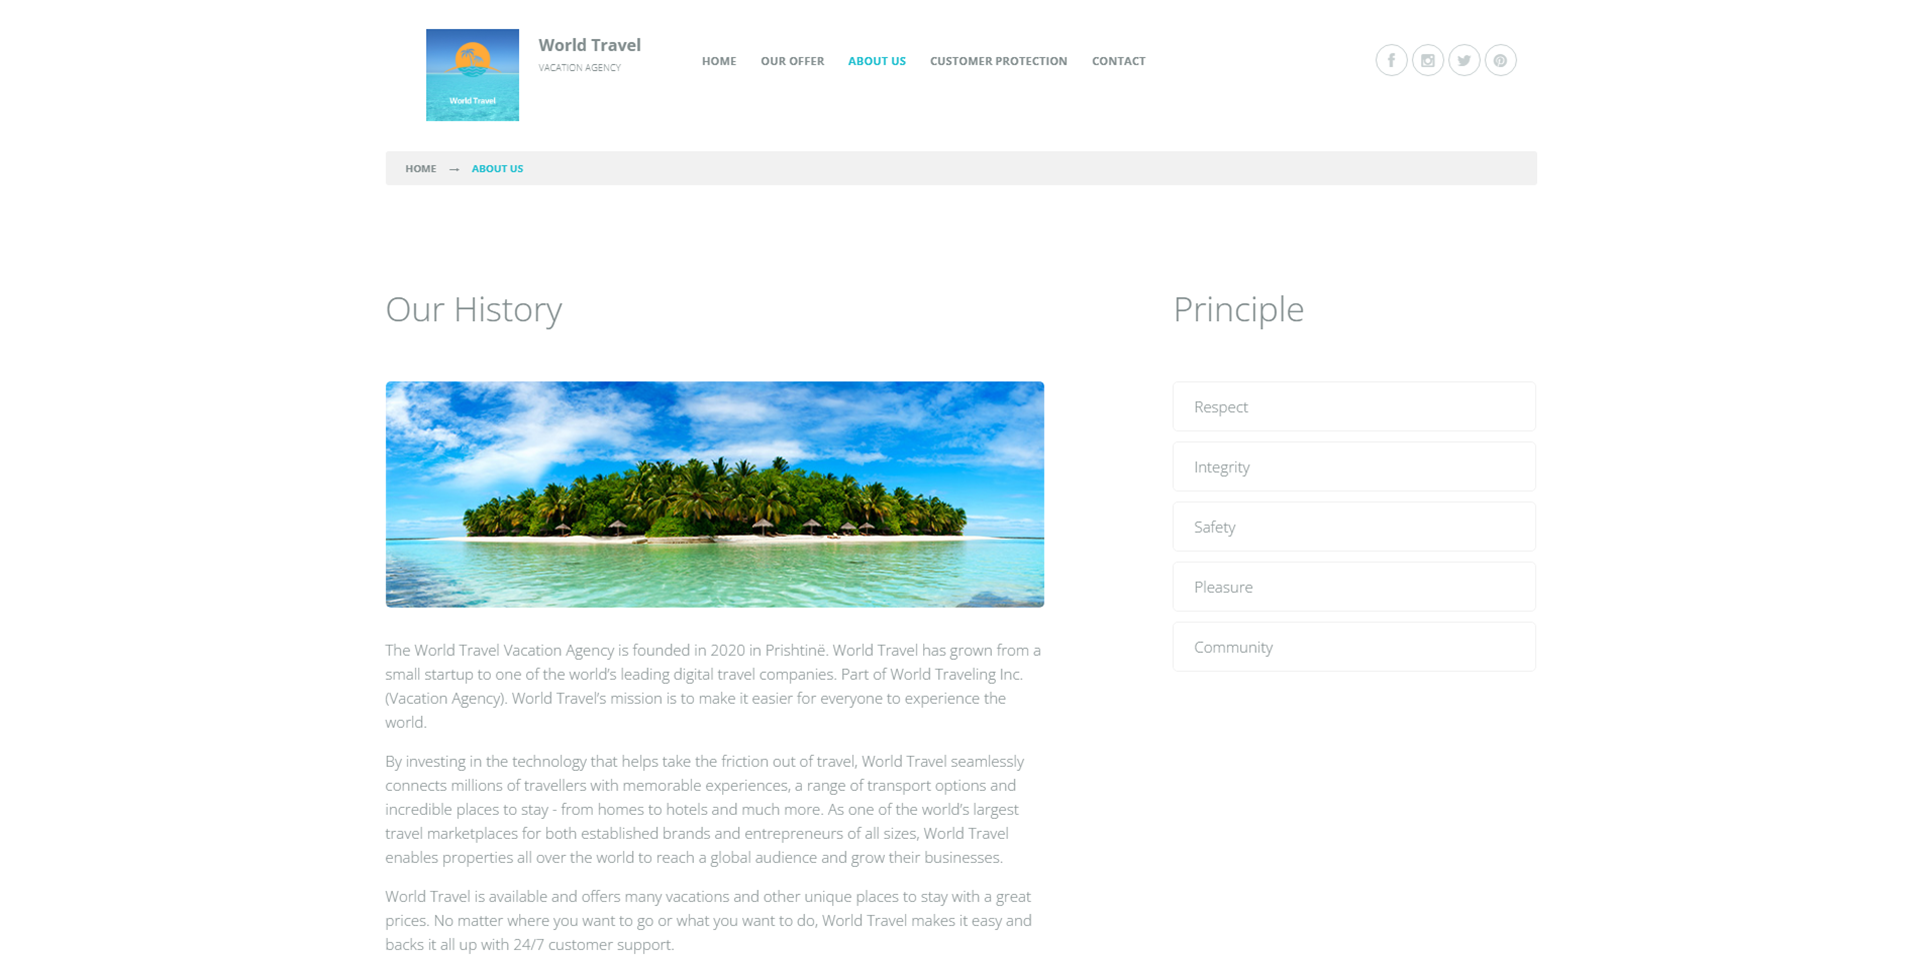 World Travel
VACATION AGENCY
World Travel
HOME
OUR OFFER
ABOUT US
CUSTOMER PROTECTION
CONTACT
HOME → ABOUT US
Our History
The World Travel Vacation Agency is founded in 2020 in Prishtinë. World Travel has grown from a
small startup to one of the world’s leading digital travel companies. Part of World Traveling Inc.
(Vacation Agency). World Travel’s mission is to make it easier for everyone to experience the
world.
By investing in the technology that helps take the friction out of travel, World Travel seamlessly
connects millions of travellers with memorable experiences, a range of transport options and
incredible places to stay - from homes to hotels and much more. As one of the world’s largest
travel marketplaces for both established brands and entrepreneurs of all sizes, World Travel
enables properties all over the world to reach a global audience and grow their businesses.
World Travel is available and offers many vacations and other unique places to stay with a great
prices. No matter where you want to go or what you want to do, World Travel makes it easy and
backs it all up with 24/7 customer support.
Principle
Respect
Integrity
Safety
Pleasure
Community